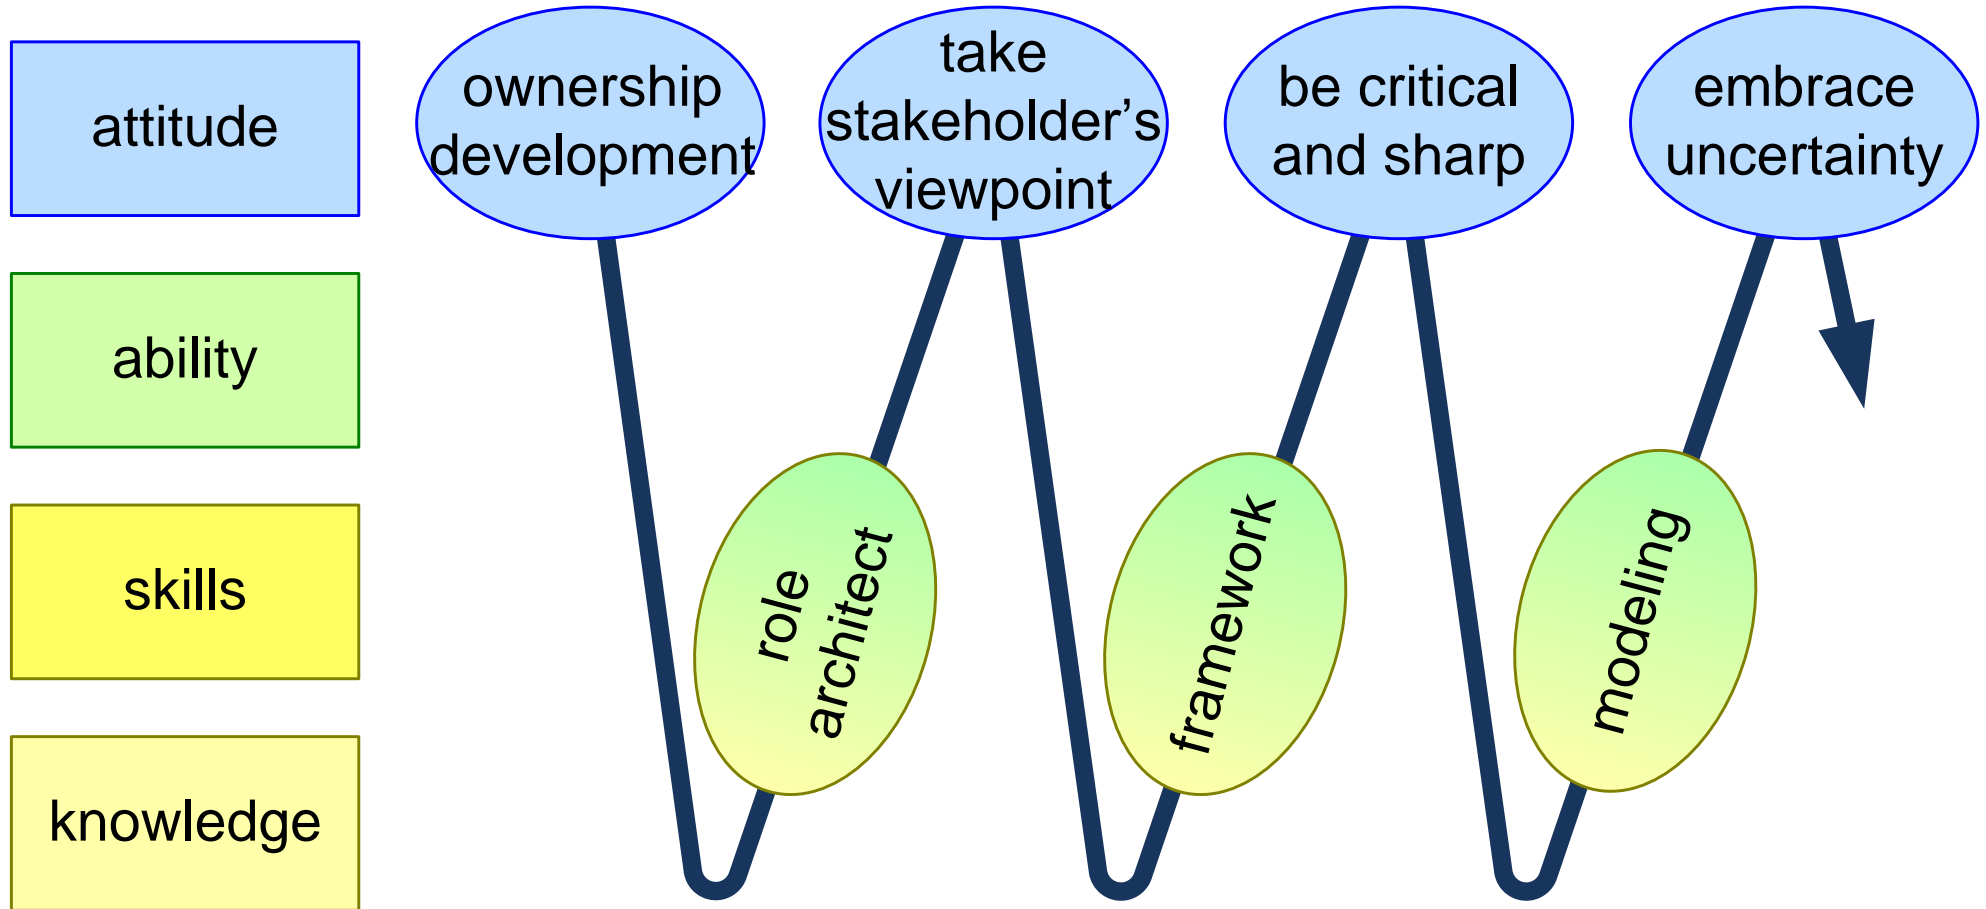 attitude
ability
skills
knowledge
ownership
development
take
stakeholder’s
viewpoint
be critical
and sharp
embrace
uncertainty
role
architect
framework
modeling